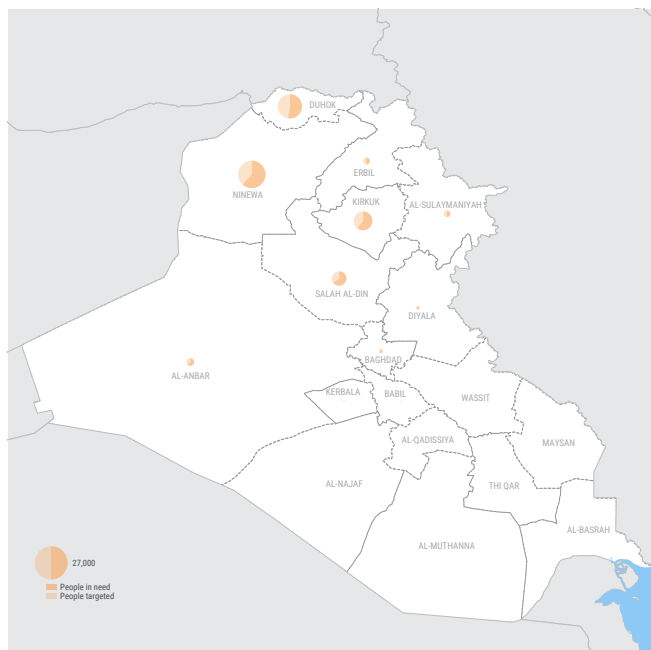 DUHOK
ERBIL
NINEWA
KIRKUK
AL-SULAYMANIYAH
SALAH AL-DIN
DIYALA
BAGHDAD
AL-ANBAR
KERBALA
BABIL
WASSIT
AL-QADISSIYA
MAYSAN
AL-NAJAF
THI QAR
AL-BASRAH
AL-MUTHANNA
27,000
People in need
People targeted